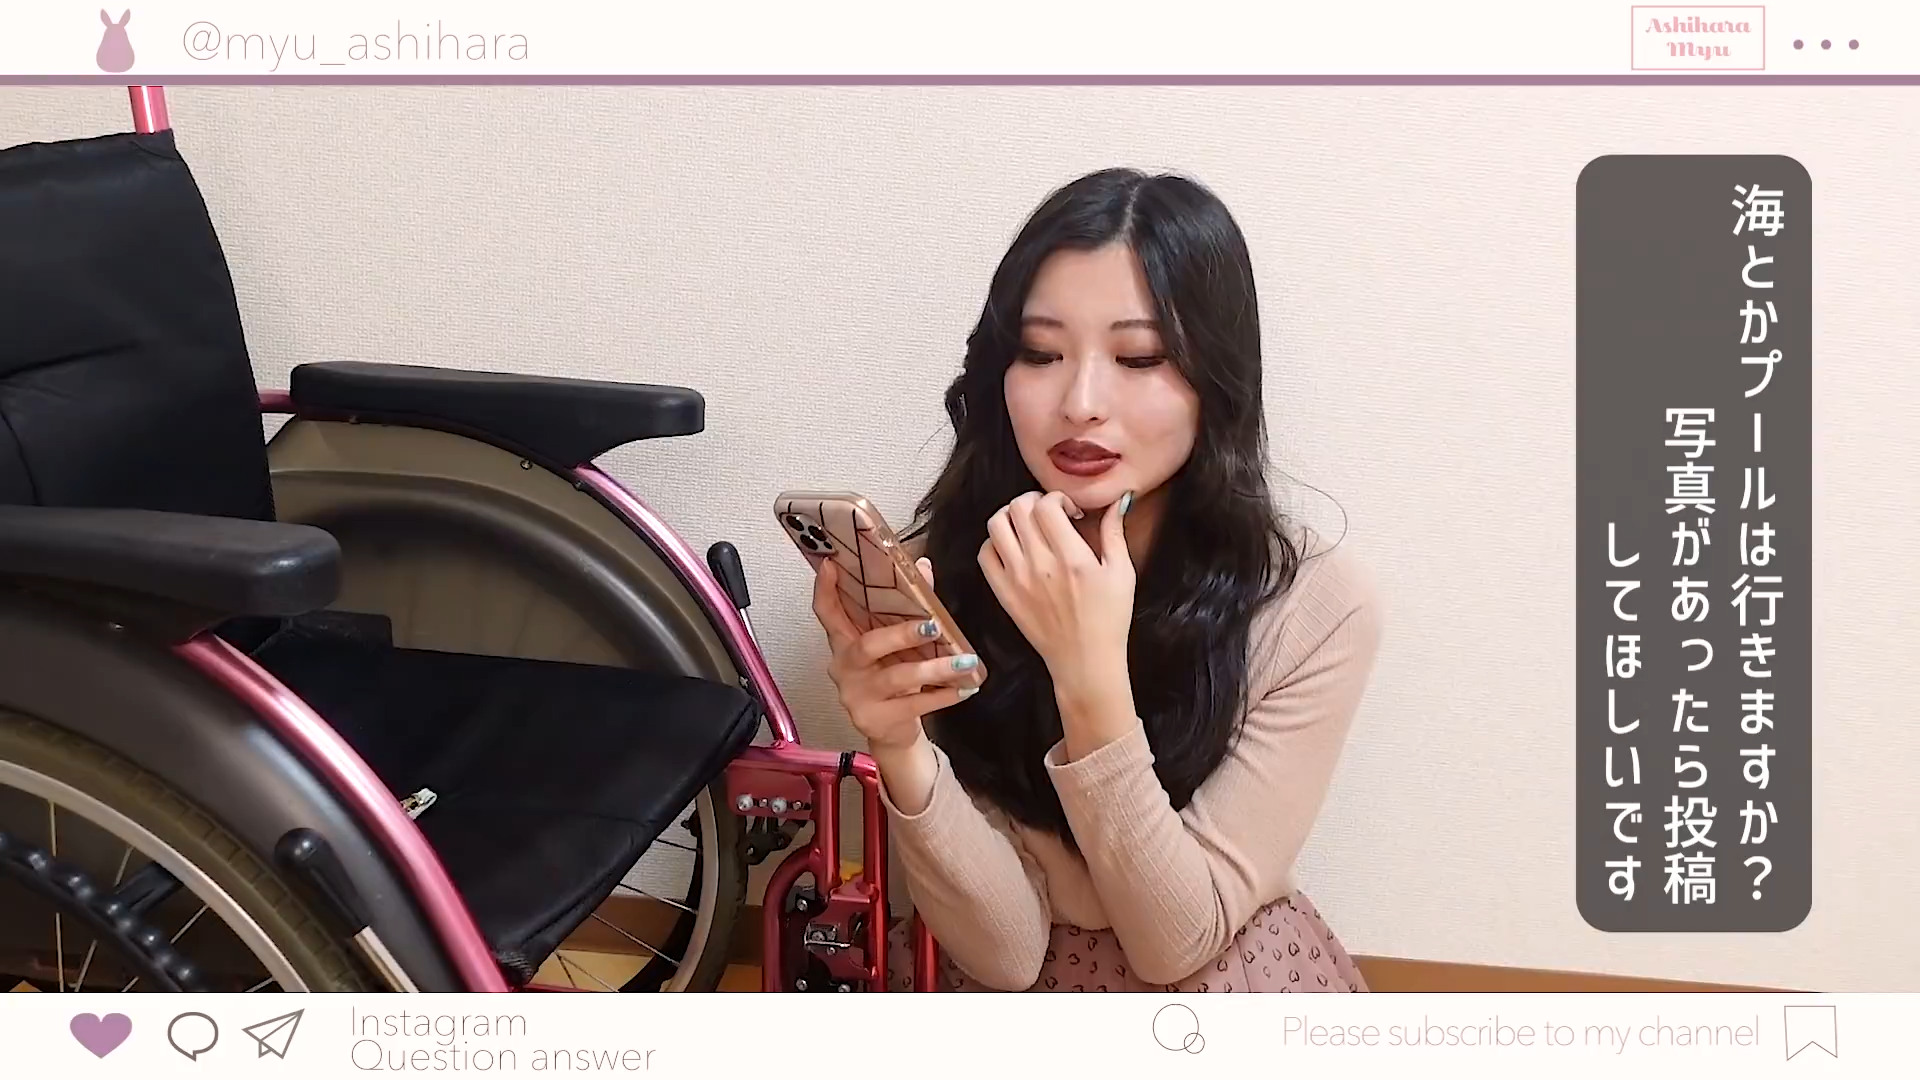 @myu_ashihara
Ashihara
Myu
海とかプールは行きますか?
写真があったら投稿
してほしいです
Instagram
Question answer
Please subscribe to my channel